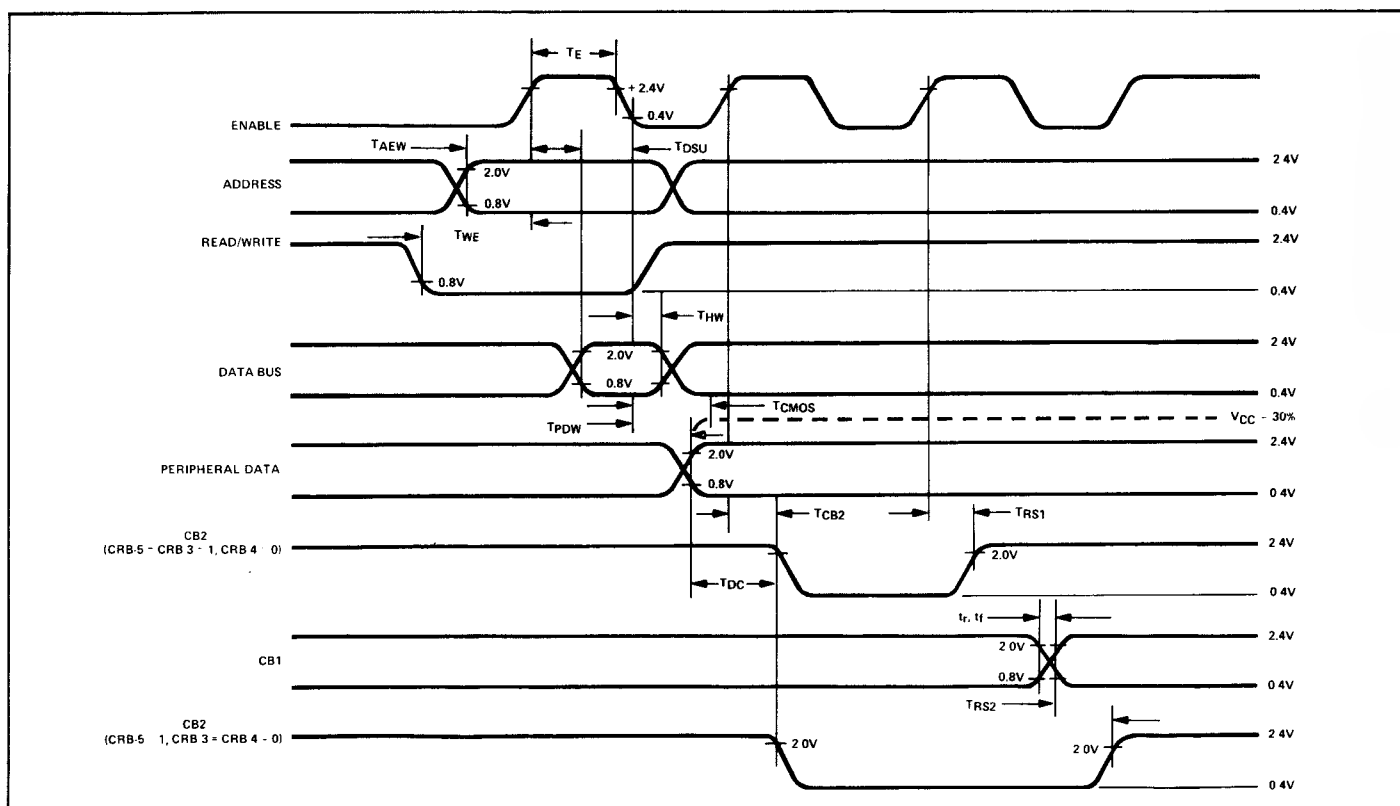 TE
+ 2.4V
0.4V
ENABLE
TAEW
TDSU
2.0V
2 4V
ADDRESS
0.8V
0.4V
TWE
READ/WRITE
2.4V
0.8V
0.4V
THW
2.0V
2 4V
DATA BUS
0.8V
0.4V
TCMOS
TPDW
VCC - 30%
2.4V
2.0V
PERIPHERAL DATA
0.8V
0 4V
TCB2
TRS1
CB2
(CRB-5 = CRB 3 - 1, CRB 4 0)
2 4V
2.0V
TDC
0 4V
tr, tf
2 0V
2.4V
CB1
0.8V
0 4V
TRS2
CB2
(CRB-5 1, CRB 3 = CRB 4 - 0)
2 0V
2 0V
2 4V
0 4V